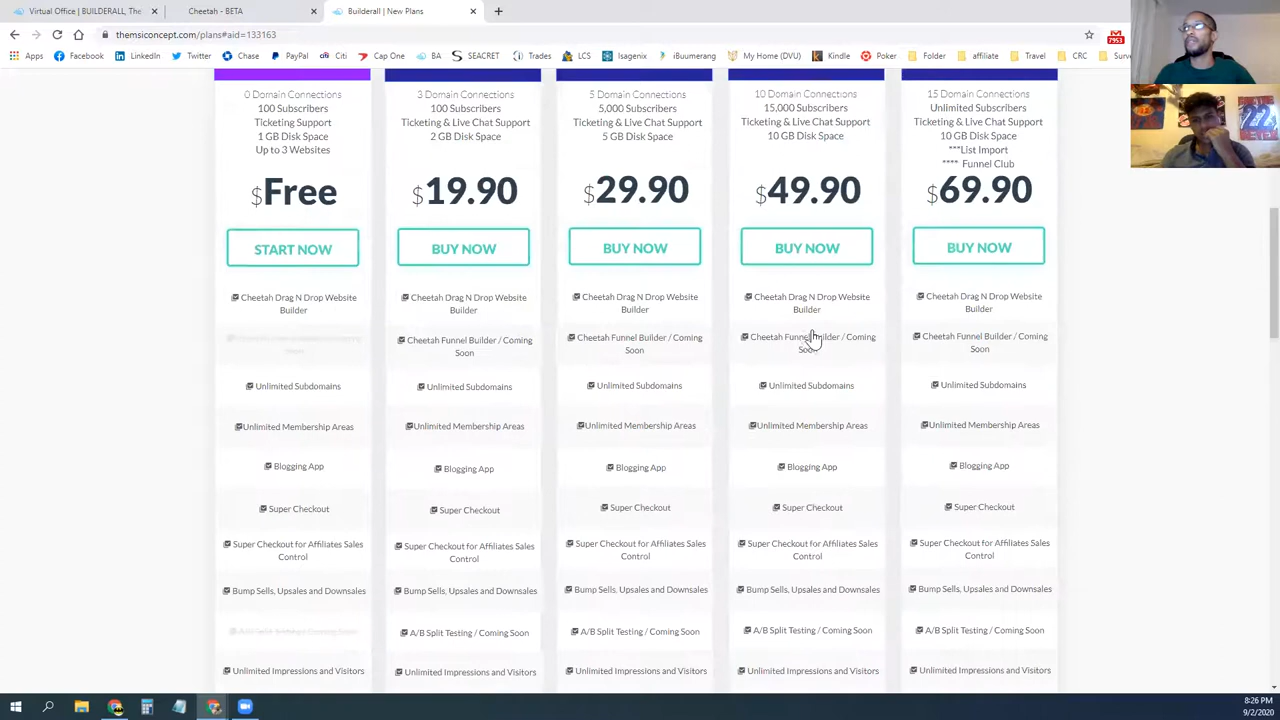 Virtual Office | BUILDERALL, The
Cheetah - BETA
Builderall | New Plans
themsiconcept.com/plans#aid=133163
7953
Apps
Facebook
LinkedIn
Twitter
Chase
PayPal
Citi
Cap One
BA
SEACRET
Trades
LCS
Isagenix
iBuumerang
My Home (DVU)
Kindle
Poker
Folder
affiliate
Travel
CRC
Surve
0 Domain Connections
100 Subscribers
Ticketing Support
1 GB Disk Space
Up to 3 Websites
$Free
START NOW
Cheetah Drag N Drop Website
Builder
Unlimited Subdomains
Unlimited Membership Areas
Blogging App
Super Checkout
Super Checkout for Affiliates Sales
Control
Bump Sells, Upsales and Downsales
A/B Split Testing / Coming Soon
Unlimited Impressions and Visitors
3 Domain Connections
100 Subscribers
Ticketing & Live Chat Support
2 GB Disk Space
$19.90
BUY NOW
Cheetah Drag N Drop Website
Builder
Cheetah Funnel Builder / Coming
Soon
Unlimited Subdomains
Unlimited Membership Areas
Blogging App
Super Checkout
Super Checkout for Affiliates Sales
Control
Bump Sells, Upsales and Downsales
A/B Split Testing / Coming Soon
Unlimited Impressions and Visitors
5 Domain Connections
5,000 Subscribers
Ticketing & Live Chat Support
5 GB Disk Space
$29.90
BUY NOW
Cheetah Drag N Drop Website
Builder
Cheetah Funnel Builder / Coming
Soon
Unlimited Subdomains
Unlimited Membership Areas
Blogging App
Super Checkout
Super Checkout for Affiliates Sales
Control
Bump Sells, Upsales and Downsales
A/B Split Testing / Coming Soon
Unlimited Impressions and Visitors
10 Domain Connections
15,000 Subscribers
Ticketing & Live Chat Support
10 GB Disk Space
$49.90
BUY NOW
Cheetah Drag N Drop Website
Builder
Cheetah Funnel Builder / Coming
Soon
Unlimited Subdomains
Unlimited Membership Areas
Blogging App
Super Checkout
Super Checkout for Affiliates Sales
Control
Bump Sells, Upsales and Downsales
A/B Split Testing / Coming Soon
Unlimited Impressions and Visitors
15 Domain Connections
Unlimited Subscribers
Ticketing & Live Chat Support
10 GB Disk Space
***List Import
**** Funnel Club
$69.90
BUY NOW
Cheetah Drag N Drop Website
Builder
Cheetah Funnel Builder / Coming
Soon
Unlimited Subdomains
Unlimited Membership Areas
Blogging App
Super Checkout
Super Checkout for Affiliates Sales
Control
Bump Sells, Upsales and Downsales
A/B Split Testing / Coming Soon
Unlimited Impressions and Visitors
22
8:26 PM
9/2/2020